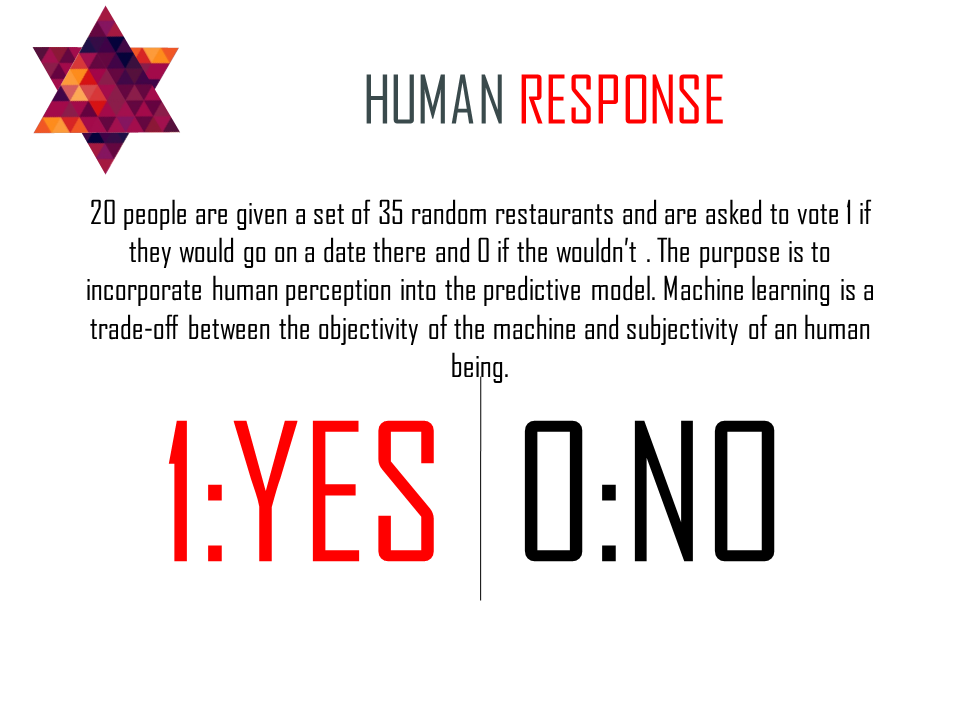 HUMAN RESPONSE
20 people are given a set of 35 random restaurants and are asked to vote 1 if
they would go on a date there and 0 if the wouldn't . The purpose is to
incorporate human perception into the predictive model. Machine learning is a
trade-off between the objectivity of the machine and subjectivity of an human
being.
1:YES
0:NO